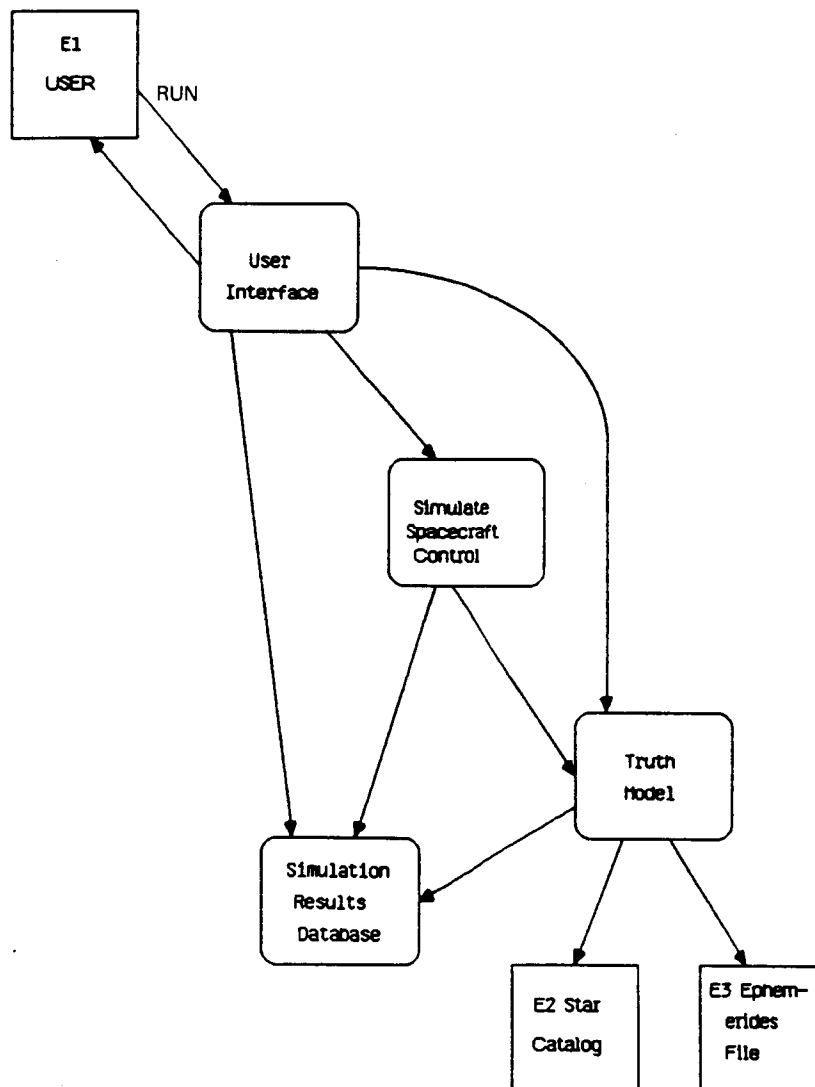 E1
USER
RUN
User
Interface
Simulate
Spacecraft
Control
Truth
Model
Simulation
Results
Database
E2 Star
Catalog
E3 Ephem-
erides
File